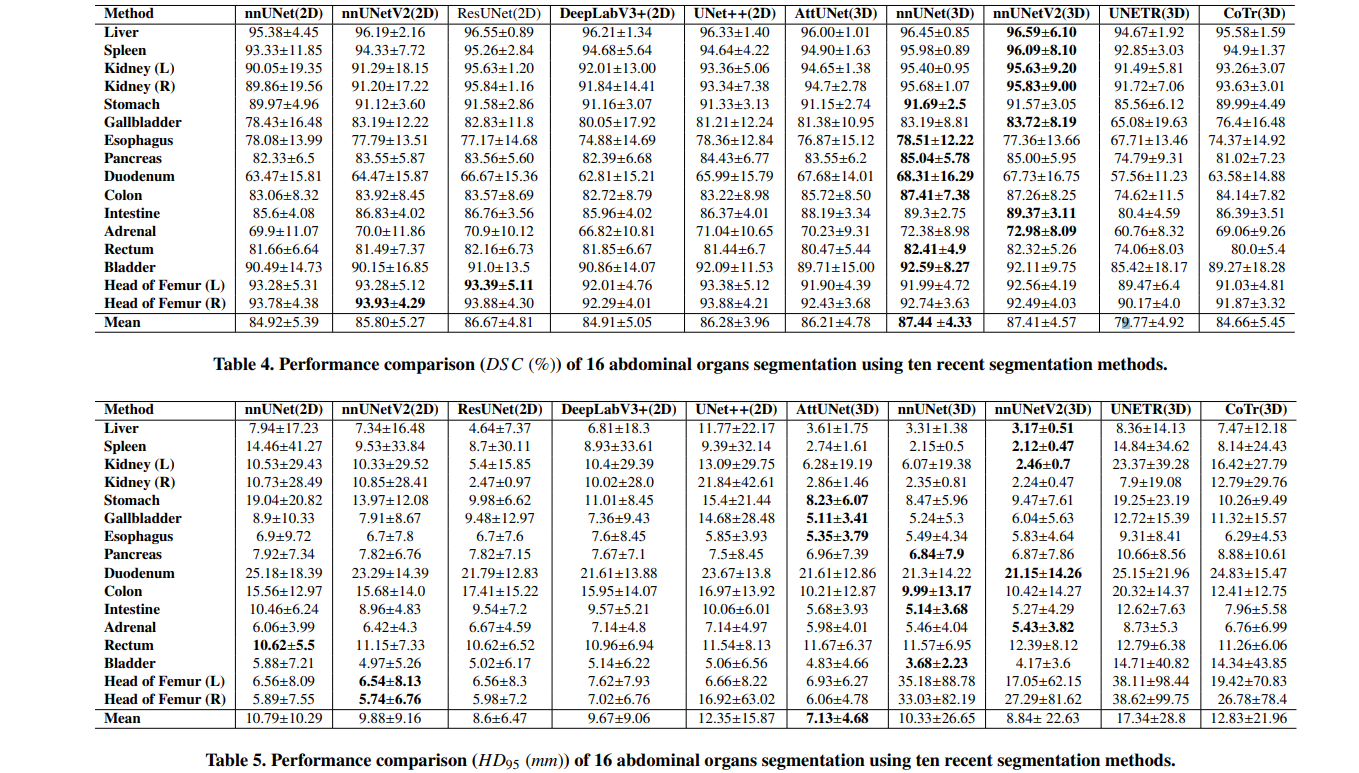 Method nnUNet(2D) nnUNetV2(2D) ResUNet(2D) DeepLabV3+(2D) UNet++(2D) AttUNet(3D) nnUNet(3D) nnUNetV2(3D) UNETR(3D) CoTr(3D)
Liver 95.38±4.45 96.19±2.16 96.55±0.89 96.21±1.34 96.33±1.40 96.00±1.01 96.45±0.85 96.59±6.10 94.67±1.92 95.58±1.59
Spleen 93.33±11.85 94.33±7.72 95.26±2.84 94.68±5.64 94.64±4.22 94.90±1.63 95.98±0.89 96.09±8.10 92.85±3.03 94.9±1.37
Kidney (L) 90.05±19.35 91.29±18.15 95.63±1.20 92.01±13.00 93.36±5.06 94.65±1.38 95.40±0.95 95.63±9.20 91.49±5.81 93.26±3.07
Kidney (R) 89.86±19.56 91.20±17.22 95.84±1.16 91.84±14.41 93.34±7.38 94.7±2.78 95.68±1.07 95.83±9.00 91.72±7.06 93.63±3.01
Stomach 89.97±4.96 91.12±3.60 91.58±2.86 91.16±3.07 91.33±3.13 91.15±2.74 91.69±2.5 91.57±3.05 85.56±6.12 89.99±4.49
Gallbladder 78.43±16.48 83.19±12.22 82.83±11.8 80.05±17.92 81.21±12.24 81.38±10.95 83.19±8.81 83.72±8.19 65.08±19.63 76.4±16.48
Esophagus 78.08±13.99 77.79±13.51 77.17±14.68 74.88±14.69 78.36±12.84 76.87±15.12 78.51±12.22 77.36±13.66 67.71±13.46 74.37±14.92
Pancreas 82.33±6.5 83.55±5.87 83.56±5.60 82.39±6.68 84.43±6.77 83.55±6.2 85.04±5.78 85.00±5.95 74.79±9.31 81.02±7.23
Duodenum 63.47±15.81 64.47±15.87 66.67±15.36 62.81±15.21 65.99±15.79 67.68±14.01 68.31±16.29 67.73±16.75 57.56±11.23 63.58±14.88
Colon 83.06±8.32 83.92±8.45 83.57±8.69 82.72±8.79 83.22±8.98 85.72±8.50 87.41±7.38 87.26±8.25 74.62±11.5 84.14±7.82
Intestine 85.6±4.08 86.83±4.02 86.76±3.56 85.96±4.02 86.37±4.01 88.19±3.34 89.3±2.75 89.37±3.11 80.4±4.59 86.39±3.51
Adrenal 69.9±11.07 70.0±11.86 70.9±10.12 66.82±10.81 71.04±10.65 70.23±9.31 72.38±8.98 72.98±8.09 60.76±8.32 69.06±9.26
Rectum 81.66±6.64 81.49±7.37 82.16±6.73 81.85±6.67 81.44±6.7 80.47±5.44 82.41±4.9 82.32±5.26 74.06±8.03 80.0±5.4
Bladder 90.49±14.73 90.15±16.85 91.0±13.5 90.86±14.07 92.09±11.53 89.71±15.00 92.59±8.27 92.11±9.75 85.42±18.17 89.27±18.28
Head of Femur (L) 93.28±5.31 93.28±5.12 93.39±5.11 92.01±4.76 93.38±5.12 91.90±4.39 91.99±4.72 92.56±4.19 89.47±6.4 91.03±4.81
Head of Femur (R) 93.78±4.38 93.93±4.29 93.88±4.30 92.29±4.01 93.88±4.21 92.43±3.68 92.74±3.63 92.49±4.03 90.17±4.0 91.87±3.32
Mean 84.92±5.39 85.80±5.27 86.67±4.81 84.91±5.05 86.28±3.96 86.21±4.78 87.44 ±4.33 87.41±4.57 79.77±4.92 84.66±5.45
Table 4. Performance comparison (DSC (%)) of 16 abdominal organs segmentation using ten recent segmentation methods.
Method nnUNet(2D) nnUNetV2(2D) ResUNet(2D) DeepLabV3+(2D) UNet++(2D) AttUNet(3D) nnUNet(3D) nnUNetV2(3D) UNETR(3D) CoTr(3D)
Liver 7.94±17.23 7.34±16.48 4.64±7.37 6.81±18.3 11.77±22.17 3.61±1.75 3.31±1.38 3.17±0.51 8.36±14.13 7.47±12.18
Spleen 14.46±41.27 9.53±33.84 8.7±30.11 8.93±33.61 9.39±32.14 2.74±1.61 2.15±0.5 2.12±0.47 14.84±34.62 8.14±24.43
Kidney (L) 10.53±29.43 10.33±29.52 5.4±15.85 10.4±29.39 13.09±29.75 6.28±19.19 6.07±19.38 2.46±0.7 23.37±39.28 16.42±27.79
Kidney (R) 10.73±28.49 10.85±28.41 2.47±0.97 10.02±28.0 21.84±42.61 2.86±1.46 2.35±0.81 2.24±0.47 7.9±19.08 12.79±29.76
Stomach 19.04±20.82 13.97±12.08 9.98±6.62 11.01±8.45 15.4±21.44 8.23±6.07 8.47±5.96 9.47±7.61 19.25±23.19 10.26±9.49
Gallbladder 8.9±10.33 7.91±8.67 9.48±12.97 7.36±9.43 14.68±28.48 5.11±3.41 5.24±5.3 6.04±5.63 12.72±15.39 11.32±15.57
Esophagus 6.9±9.72 6.7±7.8 6.7±7.6 7.6±8.45 5.85±3.93 5.35±3.79 5.49±4.34 5.83±4.64 9.31±8.41 6.29±4.53
Pancreas 7.92±7.34 7.82±6.76 7.82±7.15 7.67±7.1 7.5±8.45 6.96±7.39 6.84±7.9 6.87±7.86 10.66±8.56 8.88±10.61
Duodenum 25.18±18.39 23.29±14.39 21.79±12.83 21.61±13.88 23.67±13.8 21.61±12.86 21.3±14.22 21.15±14.26 25.15±21.96 24.83±15.47
Colon 15.56±12.97 15.68±14.0 17.41±15.22 15.95±14.07 16.97±13.92 10.21±12.87 9.99±13.17 10.42±14.27 20.32±14.37 12.41±12.75
Intestine 10.46±6.24 8.96±4.83 9.54±7.2 9.57±5.21 10.06±6.01 5.68±3.93 5.14±3.68 5.27±4.29 12.62±7.63 7.96±5.58
Adrenal 6.06±3.99 6.42±4.3 6.67±4.59 7.14±4.8 7.14±4.97 5.98±4.01 5.46±4.04 5.43±3.82 8.73±5.3 6.76±6.99
Rectum 10.62±5.5 11.15±7.33 10.62±6.52 10.96±6.94 11.54±8.13 11.67±6.37 11.57±6.95 12.39±8.12 12.79±6.38 11.26±6.06
Bladder 5.88±7.21 4.97±5.26 5.02±6.17 5.14±6.22 5.06±6.56 4.83±4.66 3.68±2.23 4.17±3.6 14.71±40.82 14.34±43.85
Head of Femur (L) 6.56±8.09 6.54±8.13 6.56±8.3 7.62±7.93 6.66±8.22 6.93±6.27 35.18±88.78 17.05±62.15 38.11±98.44 19.42±70.83
Head of Femur (R) 5.89±7.55 5.74±6.76 5.98±7.2 7.02±6.76 16.92±63.02 6.06±4.78 33.03±82.19 27.29±81.62 38.62±99.75 26.78±78.4
Mean 10.79±10.29 9.88±9.16 8.6±6.47 9.67±9.06 12.35±15.87 7.13±4.68 10.33±26.65 8.84± 22.63 17.34±28.8 12.83±21.96
Table 5. Performance comparison (HD95 (mm)) of 16 abdominal organs segmentation using ten recent segmentation methods.